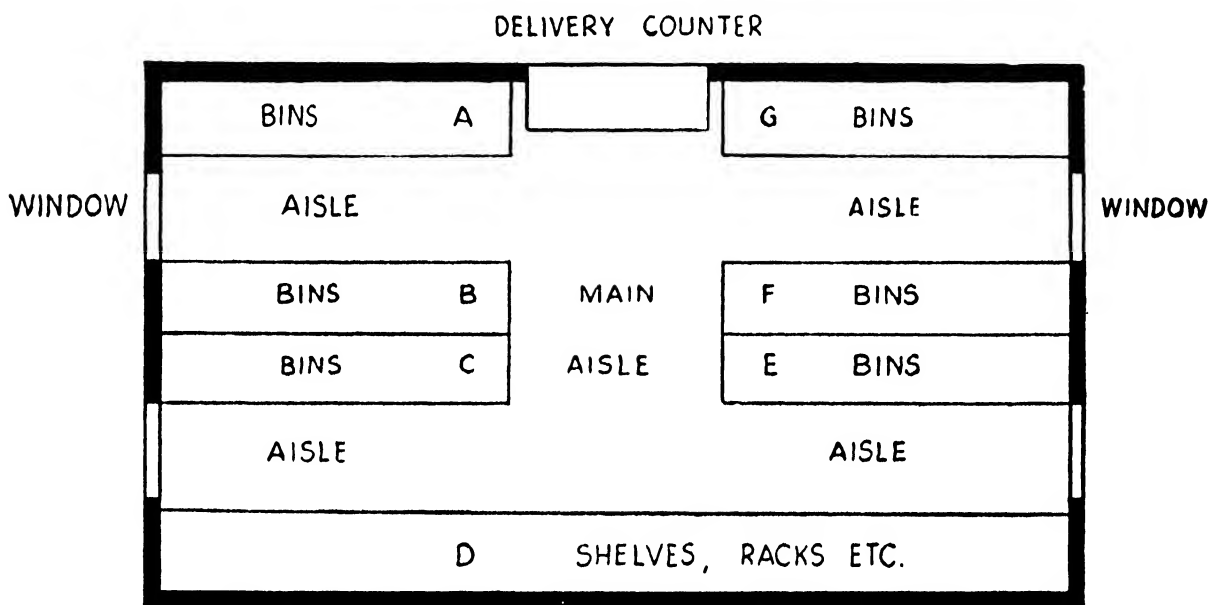 DELIVERY COUNTER
BINS A G BINS
WINDOW AISLE AISLE WINDOW
BINS B MAIN F BINS
BINS C AISLE E BINS
AISLE AISLE
D SHELVES, RACKS ETC.